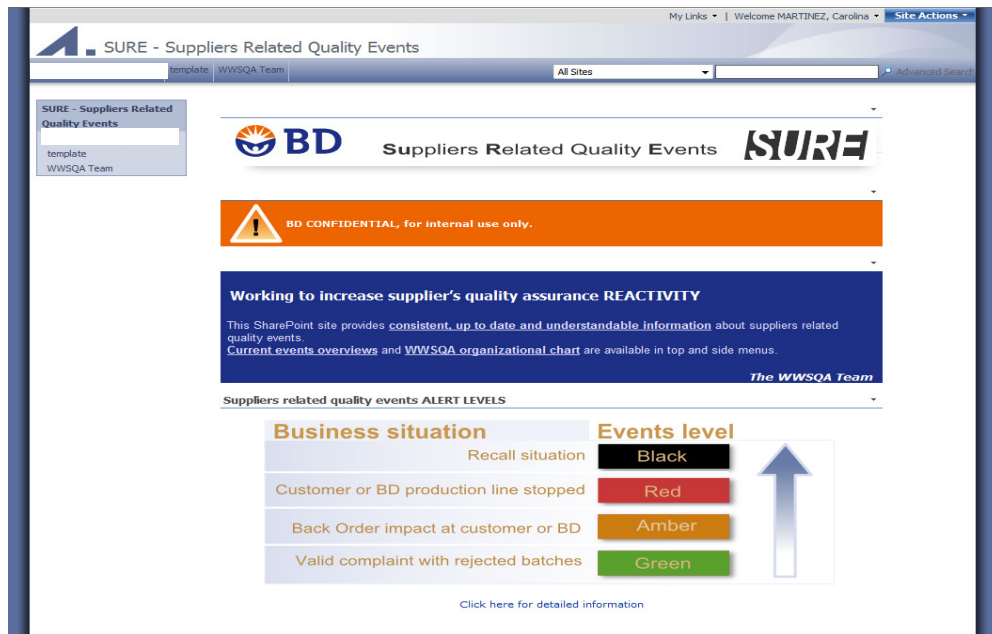 My Links | Welcome MARTINEZ, Carolina Site Actions
SURE - Suppliers Related Quality Events
template WWSQA Team All Sites Advanced Search
SURE - Suppliers Related
Quality Events
template
WWSQA Team
BD Suppliers Related Quality Events SURE
! BD CONFIDENTIAL, for internal use only.
Working to increase supplier's quality assurance REACTIVITY
This SharePoint site provides consistent, up to date and understandable information about suppliers related
quality events.
Current events overviews and WWSQA organizational chart are available in top and side menus.
The WWSQA Team
Suppliers related quality events ALERT LEVELS
Business situation Events level
Recall situation Black
Customer or BD production line stopped Red
Back Order impact at customer or BD Amber
Valid complaint with rejected batches Green
Click here for detailed information